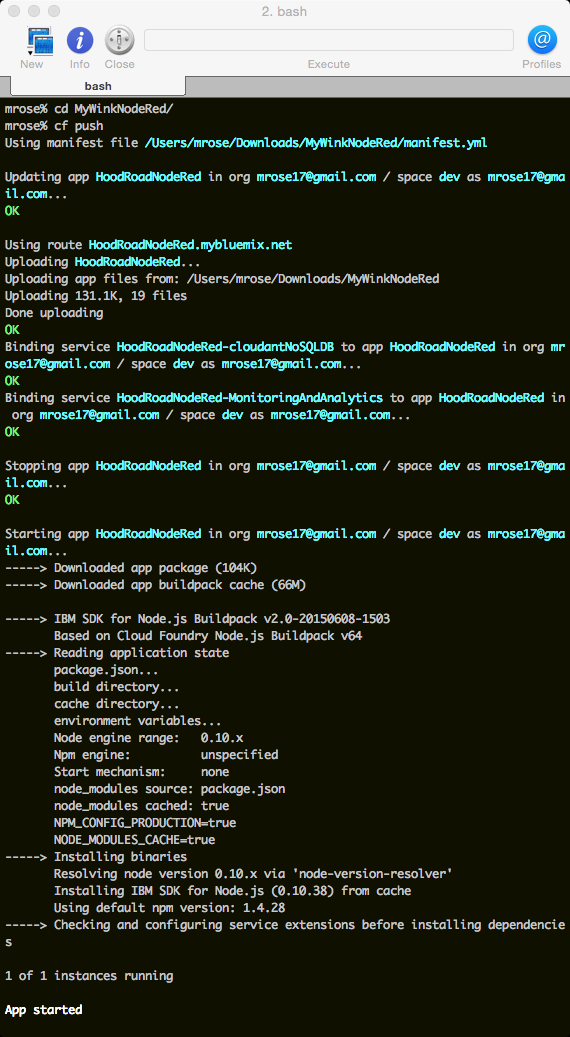 2. bash
New Info Close Execute Profiles
bash
mrose% cd MyWinkNodeRed/
mrose% cf push
Using manifest file /Users/mrose/Downloads/MyWinkNodeRed/manifest.yml
Updating app HoodRoadNodeRed in org mrose17@gmail.com / space dev as mrose17@gma
il.com...
OK
Using route HoodRoadNodeRed.mybluemix.net
Uploading HoodRoadNodeRed...
Uploading app files from: /Users/mrose/Downloads/MyWinkNodeRed
Uploading 131.1K, 19 files
Done uploading
OK
Binding service HoodRoadNodeRed-cloudantNoSQLDB to app HoodRoadNodeRed in org mr
ose17@gmail.com / space dev as mrose17@gmail.com...
OK
Binding service HoodRoadNodeRed-MonitoringAndAnalytics to app HoodRoadNodeRed in
org mrose17@gmail.com / space dev as mrose17@gmail.com...
OK
Stopping app HoodRoadNodeRed in org mrose17@gmail.com / space dev as mrose17@gma
il.com...
OK
Starting app HoodRoadNodeRed in org mrose17@gmail.com / space dev as mrose17@gma
il.com...
-----> Downloaded app package (104K)
-----> Downloaded app buildpack cache (66M)
-----> IBM SDK for Node.js Buildpack v2.0-20150608-1503
Based on Cloud Foundry Node.js Buildpack v64
-----> Reading application state
package.json...
build directory...
cache directory...
environment variables...
Node engine range: 0.10.x
Npm engine: unspecified
Start mechanism: none
node_modules source: package.json
node_modules cached: true
NPM_CONFIG_PRODUCTION=true
NODE_MODULES_CACHE=true
-----> Installing binaries
Resolving node version 0.10.x via 'node-version-resolver'
Installing IBM SDK for Node.js (0.10.38) from cache
Using default npm version: 1.4.28
-----> Checking and configuring service extensions before installing dependencie
s
1 of 1 instances running
App started